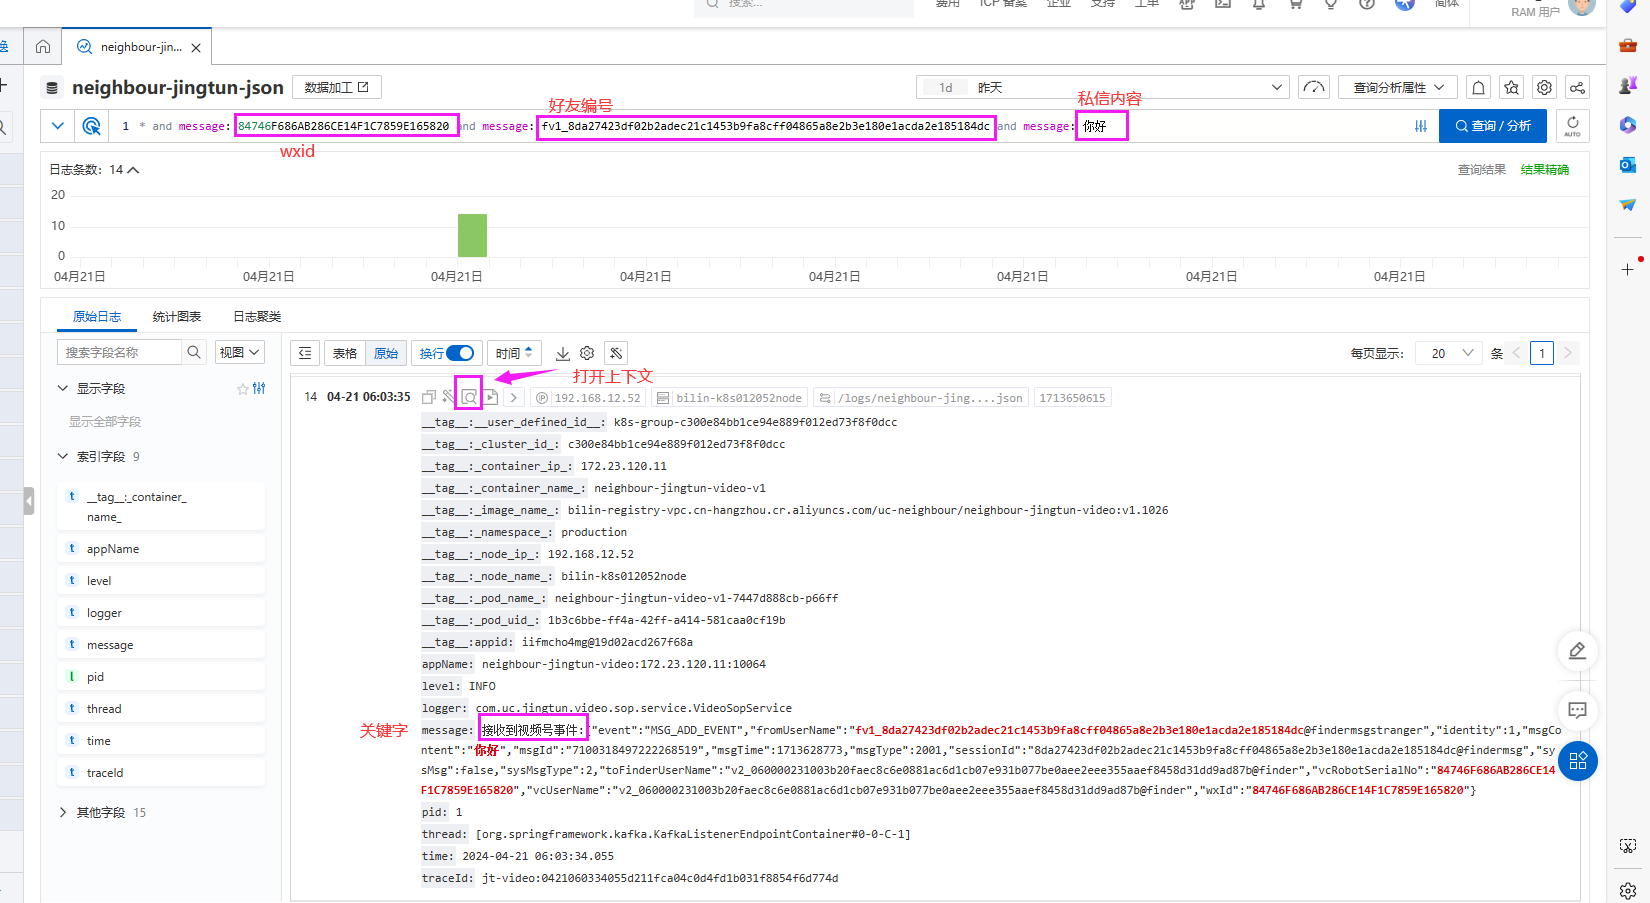 搜索...
费用 ICP 备案 企业 支持 工单 简体
RAM 用户
neighbour-jin...
neighbour-jingtun-json 数据加工 1d 昨天 查询分析属性
好友编号 私信内容
1 * and message: 84746F686AB286CE14F1C7859E165820 and message: fv1_8da27423df02b2adec21c1453b9fa8cff04865a8e2b3e180e1acda2e185184dc and message: 你好 查询 / 分析 AUTO
wxid
日志条数: 14 查询结果 结果精确
20
10
0
04月21日 04月21日 04月21日 04月21日 04月21日 04月21日 04月21日 04月21日
原始日志 统计图表 日志聚类
搜索字段名称 视图 表格 原始 换行 时间 每页显示: 20 条 1
打开上下文
显示字段
显示全部字段
索引字段 9
t __tag__:_container_
name_
t appName
t level
t logger
t message
l pid
t thread
t time
t traceId
其他字段 15
14 04-21 06:03:35 192.168.12.52 bilin-k8s012052node /logs/neighbour-jing....json 1713650615
__tag__:__user_defined_id__: k8s-group-c300e84bb1ce94e889f012ed73f8f0dcc
__tag__:_cluster_id_: c300e84bb1ce94e889f012ed73f8f0dcc
__tag__:_container_ip_: 172.23.120.11
__tag__:_container_name_: neighbour-jingtun-video-v1
__tag__:_image_name_: bilin-registry-vpc.cn-hangzhou.cr.aliyuncs.com/uc-neighbour/neighbour-jingtun-video:v1.1026
__tag__:_namespace_: production
__tag__:_node_ip_: 192.168.12.52
__tag__:_node_name_: bilin-k8s012052node
__tag__:_pod_name_: neighbour-jingtun-video-v1-7447d888cb-p66ff
__tag__:_pod_uid_: 1b3c6bbe-ff4a-42ff-a414-581caa0cf19b
__tag__:appid: iifmcho4mg@19d02acd267f68a
appName: neighbour-jingtun-video:172.23.120.11:10064
level: INFO
logger: com.uc.jingtun.video.sop.service.VideoSopService
关键字
message: 接收到视频号事件: {"event":"MSG_ADD_EVENT","fromUserName":"fv1_8da27423df02b2adec21c1453b9fa8cff04865a8e2b3e180e1acda2e185184dc@findermsgstranger","identity":1,"msgCo
ntent":"你好","msgId":"7100318497222268519","msgTime":1713628773,"msgType":2001,"sessionId":"8da27423df02b2adec21c1453b9fa8cff04865a8e2b3e180e1acda2e185184dc@findermsg","sy
sMsg":false,"sysMsgType":2,"toFinderUserName":"v2_060000231003b20faec8c6e0881ac6d1cb07e931b077be0aee2eee355aaef8458d31dd9ad87b@finder","vcRobotSerialNo":"84746F686AB286CE14
F1C7859E165820","vcUserName":"v2_060000231003b20faec8c6e0881ac6d1cb07e931b077be0aee2eee355aaef8458d31dd9ad87b@finder","wxId":"84746F686AB286CE14F1C7859E165820"}
pid: 1
thread: [org.springframework.kafka.KafkaListenerEndpointContainer#0-0-C-1]
time: 2024-04-21 06:03:34.055
traceId: jt-video:0421060334055d211fca04c0d4fd1b031f8854f6d774d